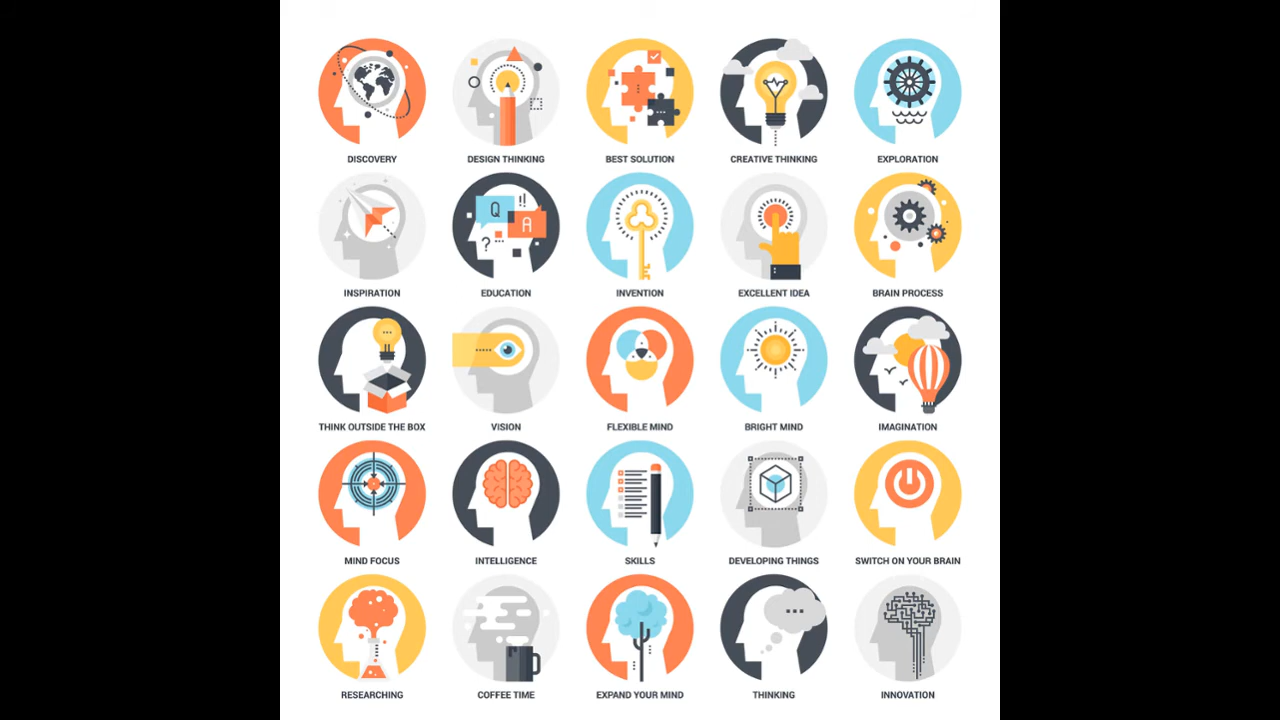 DISCOVERY
DESIGN THINKING
BEST SOLUTION
CREATIVE THINKING
EXPLORATION
Q
A
!!
?
INSPIRATION
EDUCATION
INVENTION
EXCELLENT IDEA
BRAIN PROCESS
THINK OUTSIDE THE BOX
VISION
FLEXIBLE MIND
BRIGHT MIND
IMAGINATION
MIND FOCUS
INTELLIGENCE
SKILLS
DEVELOPING THINGS
SWITCH ON YOUR BRAIN
RESEARCHING
COFFEE TIME
EXPAND YOUR MIND
THINKING
INNOVATION